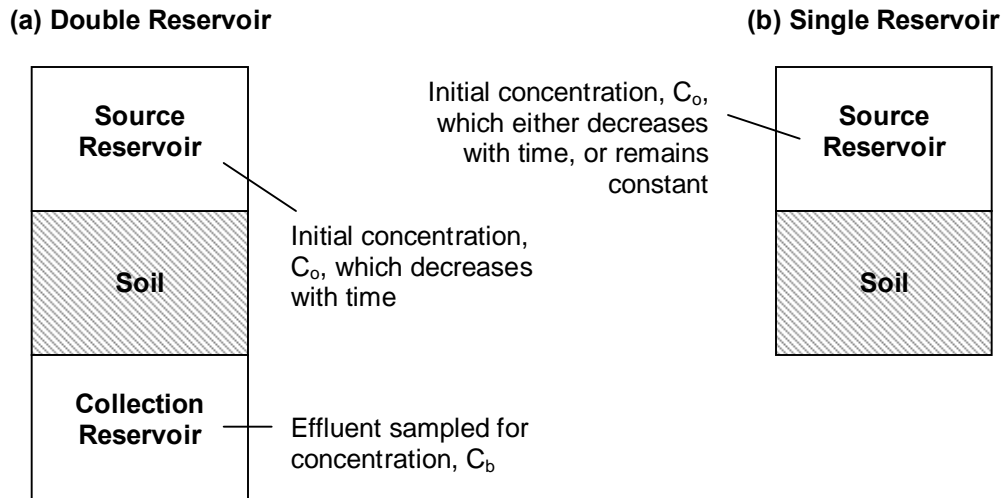 (a) Double Reservoir
Source
Reservoir
Initial concentration,
Cₒ, which decreases
with time
Soil
Collection
Reservoir
Effluent sampled for
concentration, C_b
(b) Single Reservoir
Initial concentration, Cₒ,
which either decreases
with time, or remains
constant
Source
Reservoir
Soil